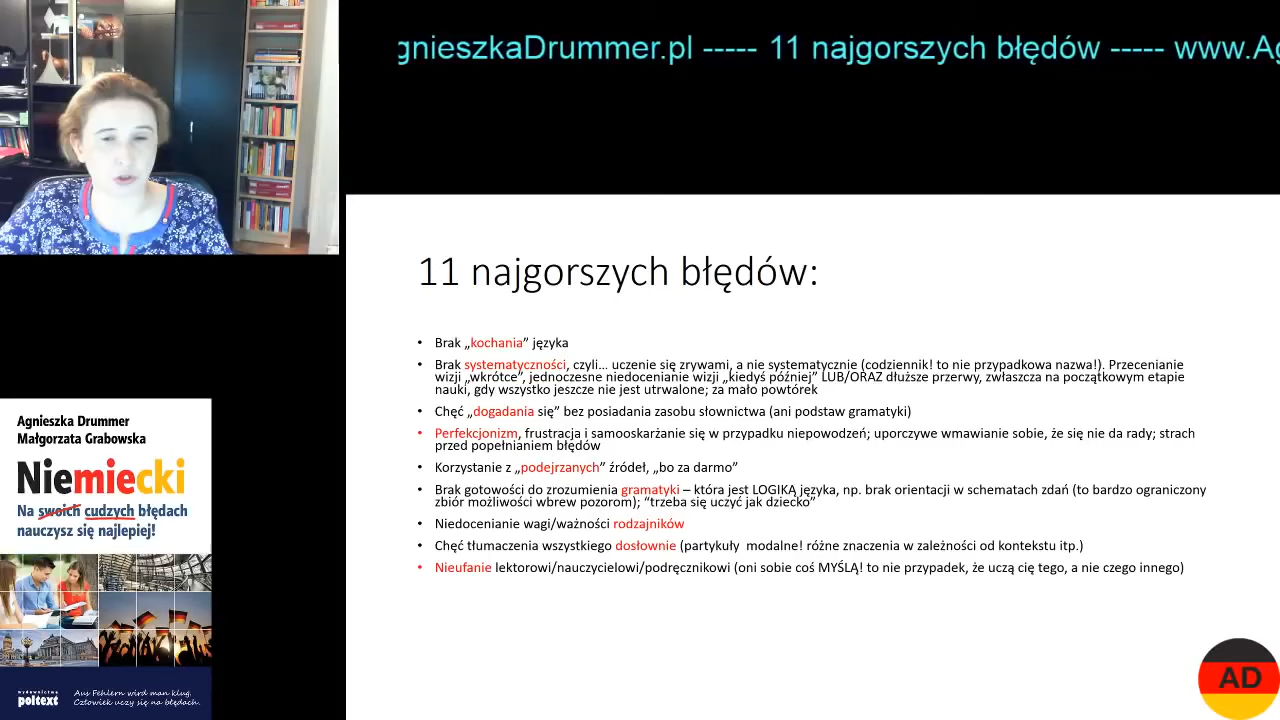 gnieszkaDrummer.pl ----- 11 najgorszych błędów ----- www.Ag
11 najgorszych błędów:
• Brak „kochania” języka
• Brak systematyczności, czyli… uczenie się zrywami, a nie systematycznie (codziennie! to nie przypadkowa nazwa!). Przecenianie
wizji „wkrótce”, jednoczesne niedocenianie wizji „kiedyś później” LUB/ORAZ dłuższe przerwy, zwłaszcza na początkowym etapie
nauki, gdy wszystko jeszcze nie jest utrwalone; za mało powtórek
• Chęć „dogadania się” bez posiadania zasobu słownictwa (ani podstaw gramatyki)
• Perfekcjonizm, frustracja i samooskarżanie się w przypadku niepowodzeń; uporczywe wmawianie sobie, że się nie da rady; strach
przed popełnianiem błędów
• Korzystanie z „podejrzanych” źródeł, „bo za darmo”
• Brak gotowości do zrozumienia gramatyki – która jest LOGIKĄ języka, np. brak orientacji w schematach zdań (to bardzo ograniczony
zbiór możliwości wbrew pozorom); “trzeba się uczyć jak dziecko”
• Niedocenianie wagi/ważności rodzajników
• Chęć tłumaczenia wszystkiego dosłownie (partykuły modalne! różne znaczenia w zależności od kontekstu itp.)
• Nieufanie lektorowi/nauczycielowi/podręcznikowi (oni sobie coś MYŚLĄ! to nie przypadek, że uczą cię tego, a nie czego innego)
Agnieszka Drummer
Małgorzata Grabowska
Niemiecki
Na swoich cudzych błędach
nauczysz się najlepiej!
wydawnictwo
poltext
Aus Fehlern wird man klug.
Człowiek uczy się na błędach.
AD